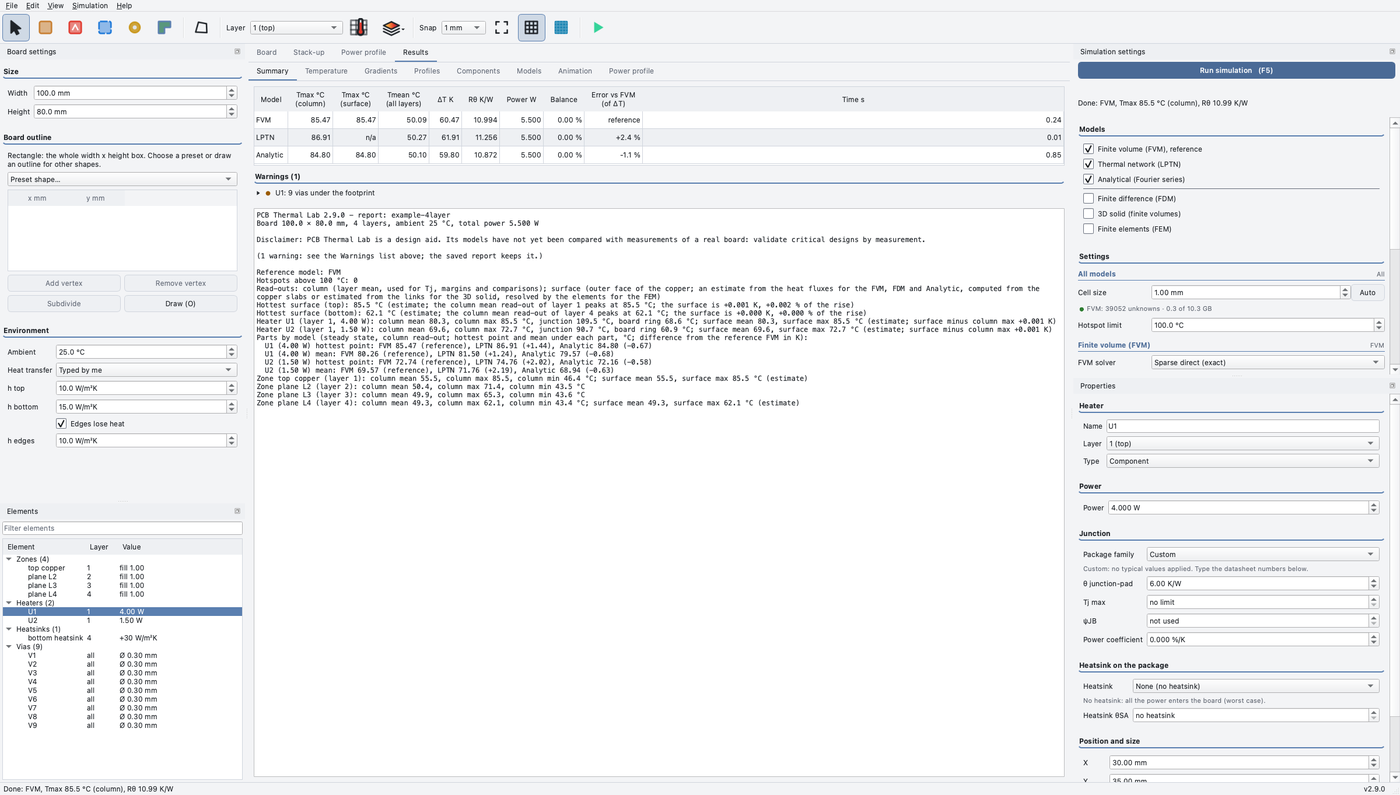 File Edit View Simulation Help
Layer 1 (top) Snap 1 mm
Board settings
Size
Width 100.0 mm
Height 80.0 mm
Board outline
Rectangle: the whole width x height box. Choose a preset or draw
an outline for other shapes.
Preset shape...
x mm y mm
Add vertex Remove vertex
Subdivide Draw (O)
Environment
Ambient 25.0 °C
Heat transfer Typed by me
h top 10.0 W/m²K
h bottom 15.0 W/m²K
Edges lose heat
h edges 10.0 W/m²K
Elements
Filter elements
Element Layer Value
Zones (4)
top copper 1 fill 1.00
plane L2 2 fill 1.00
plane L3 3 fill 1.00
plane L4 4 fill 1.00
Heaters (2)
U1 1 4.00 W
U2 1 1.50 W
Heatsinks (1)
bottom heatsink 4 +30 W/m²K
Vias (9)
V1 all Ø 0.30 mm
V2 all Ø 0.30 mm
V3 all Ø 0.30 mm
V4 all Ø 0.30 mm
V5 all Ø 0.30 mm
V6 all Ø 0.30 mm
V7 all Ø 0.30 mm
V8 all Ø 0.30 mm
V9 all Ø 0.30 mm
Board Stack-up Power profile Results
Summary Temperature Gradients Profiles Components Models Animation Power profile
Model Tmax °C (column) Tmax °C (surface) Tmean °C (all layers) ΔT K Rθ K/W Power W Balance Error vs FVM (of ΔT) Time s
FVM 85.47 85.47 50.09 60.47 10.994 5.500 0.00 % reference 0.24
LPTN 86.91 n/a 50.27 61.91 11.256 5.500 0.00 % +2.4 % 0.01
Analytic 84.80 84.80 50.10 59.80 10.872 5.500 0.00 % -1.1 % 0.85
Warnings (1)
U1: 9 vias under the footprint
PCB Thermal Lab 2.9.0 — report: example-4layer
Board 100.0 × 80.0 mm, 4 layers, ambient 25 °C, total power 5.500 W
Disclaimer: PCB Thermal Lab is a design aid. Its models have not yet been compared with measurements of a real board: validate critical designs by measurement.
(1 warning: see the Warnings list above; the saved report keeps it.)
Reference model: FVM
Hotspots above 100 °C: 0
Read-outs: column (layer mean, used for Tj, margins and comparisons); surface (outer face of the copper; an estimate from the heat fluxes for the FVM, FDM and Analytic, computed from the
copper slabs or estimated from the links for the 3D solid, resolved by the elements for the FEM)
Hottest surface (top): 85.5 °C (estimate; the column mean read-out of layer 1 peaks at 85.5 °C; the surface is +0.001 K, +0.002 % of the rise)
Hottest surface (bottom): 62.1 °C (estimate; the column mean read-out of layer 4 peaks at 62.1 °C; the surface is +0.000 K, +0.000 % of the rise)
Heater U1 (layer 1, 4.00 W): column mean 80.3, column max 85.5 °C, junction 109.5 °C, board ring 68.6 °C; surface mean 80.3, surface max 85.5 °C (estimate; surface minus column max +0.001 K)
Heater U2 (layer 1, 1.50 W): column mean 69.6, column max 72.7 °C, junction 90.7 °C, board ring 60.9 °C; surface mean 69.6, surface max 72.7 °C (estimate; surface minus column max +0.001 K)
Parts by model (steady state, column read-out; hottest point and mean under each part, °C; difference from the reference FVM in K):
U1 (4.00 W) hottest point: FVM 85.47 (reference), LPTN 86.91 (+1.44), Analytic 84.80 (−0.67)
U1 (4.00 W) mean: FVM 80.26 (reference), LPTN 81.50 (+1.24), Analytic 79.57 (−0.68)
U2 (1.50 W) hottest point: FVM 72.74 (reference), LPTN 74.76 (+2.02), Analytic 72.16 (−0.58)
U2 (1.50 W) mean: FVM 69.57 (reference), LPTN 71.76 (+2.19), Analytic 68.94 (−0.63)
Zone top copper (layer 1): column mean 55.5, column max 85.5 °C, column min 46.4 °C; surface mean 55.5, surface max 85.5 °C (estimate)
Zone plane L2 (layer 2): column mean 50.4, column max 71.4, column min 43.5 °C
Zone plane L3 (layer 3): column mean 49.9, column max 65.3, column min 43.6 °C
Zone plane L4 (layer 4): column mean 49.3, column max 62.1, column min 43.4 °C; surface mean 49.3, surface max 62.1 °C (estimate)
Simulation settings
Run simulation (F5)
Done: FVM, Tmax 85.5 °C (column), Rθ 10.99 K/W
Models
Finite volume (FVM), reference
Thermal network (LPTN)
Analytical (Fourier series)
Finite difference (FDM)
3D solid (finite volumes)
Finite elements (FEM)
Settings
All models All
Cell size 1.00 mm Auto
FVM: 39052 unknowns · 0.3 of 10.3 GB
Hotspot limit 100.0 °C
Finite volume (FVM) FVM
FVM solver Sparse direct (exact)
Properties
Heater
Name U1
Layer 1 (top)
Type Component
Power
Power 4.000 W
Junction
Package family Custom
Custom: no typical values applied. Type the datasheet numbers below.
θ junction-pad 6.00 K/W
Tj max no limit
ψJB not used
Power coefficient 0.000 %/K
Heatsink on the package
Heatsink None (no heatsink)
No heatsink: all the power enters the board (worst case).
Heatsink θSA no heatsink
Position and size
X 30.00 mm
Y 35.00 mm
Done: FVM, Tmax 85.5 °C (column), Rθ 10.99 K/W v2.9.0